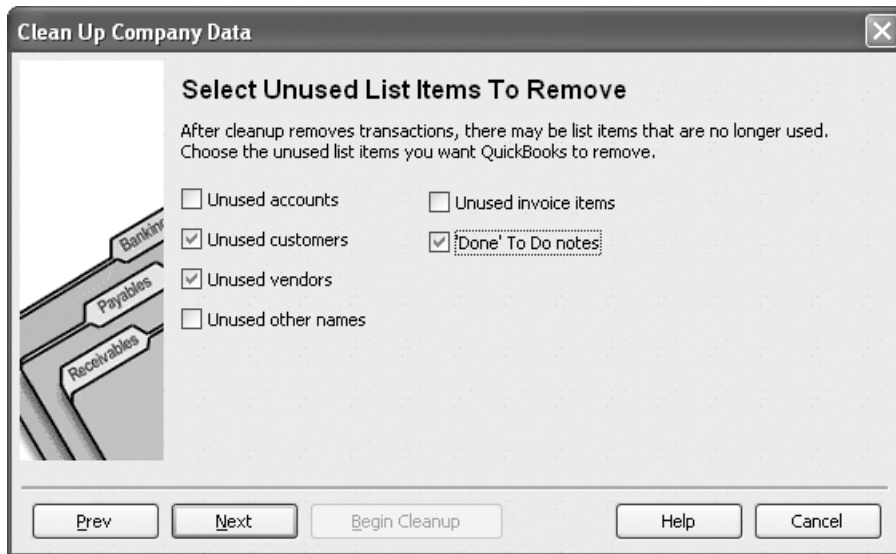 Clean Up Company Data
Select Unused List Items To Remove
After cleanup removes transactions, there may be list items that are no longer used.
Choose the unused list items you want QuickBooks to remove.
Unused accounts
Unused invoice items
Unused customers
'Done' To Do notes
Unused vendors
Unused other names
Banking
Payables
Receivables
Prev
Next
Begin Cleanup
Help
Cancel